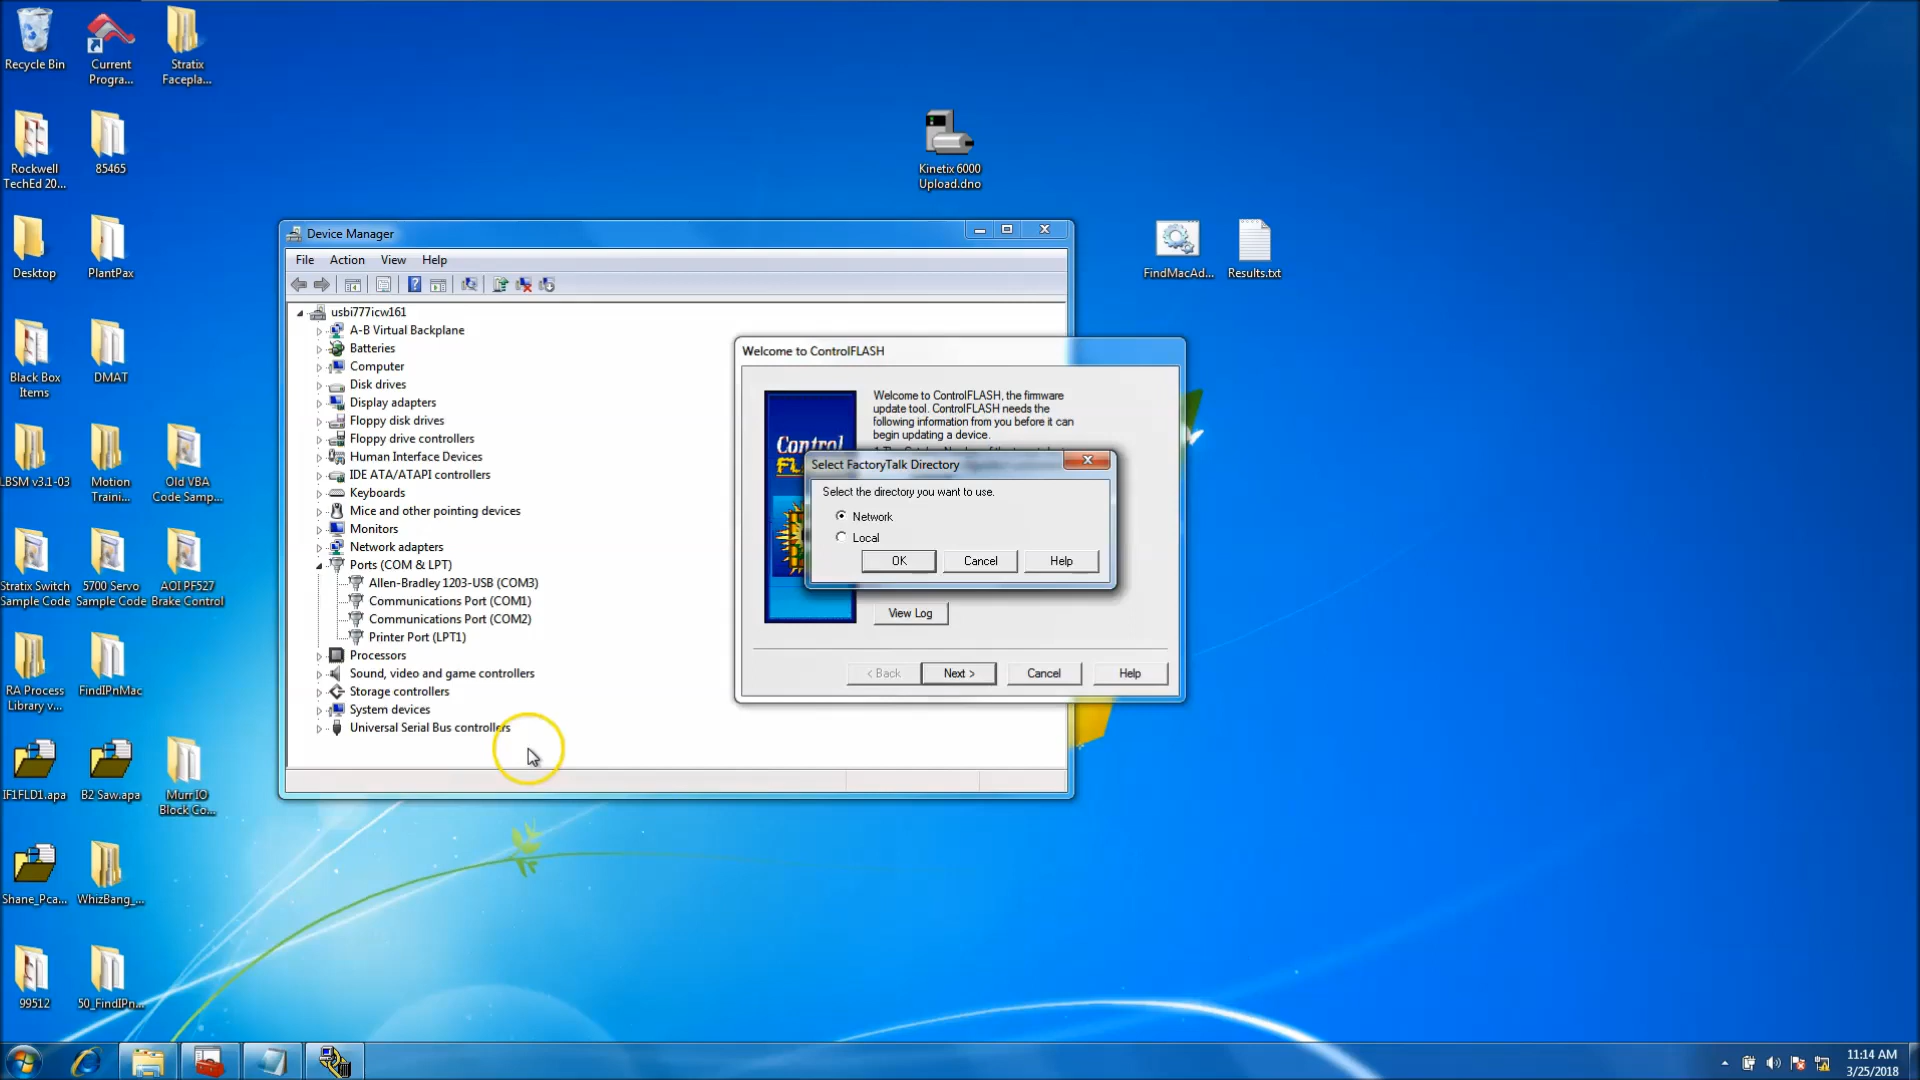 Recycle Bin
Current
Progra...
Stratix
Facepla...
Rockwell
TechEd 20...
85465
Desktop
PlantPax
Black Box
Items
DMAT
LBSM v3.1-03
Motion
Traini...
Old VBA
Code Samp...
Stratix Switch
Sample Code
5700 Servo
Sample Code
AOI PF527
Brake Control
RA Process
Library v...
FindIPnMac
IF1FLD1.apa
B2 Saw.apa
Murr IO
Block Co...
Shane_Pca...
WhizBang_...
99512
50_FindIPn...
Kinetix 6000
Upload.dno
FindMacAd...
Results.txt
Device Manager
File Action View Help
usbi777icw161
A-B Virtual Backplane
Batteries
Computer
Disk drives
Display adapters
Floppy disk drives
Floppy drive controllers
Human Interface Devices
IDE ATA/ATAPI controllers
Keyboards
Mice and other pointing devices
Monitors
Network adapters
Ports (COM & LPT)
Allen-Bradley 1203-USB (COM3)
Communications Port (COM1)
Communications Port (COM2)
Printer Port (LPT1)
Processors
Sound, video and game controllers
Storage controllers
System devices
Universal Serial Bus controllers
Welcome to ControlFLASH
Welcome to ControlFLASH, the firmware
update tool. ControlFLASH needs the
following information from you before it can
begin updating a device.
Control
Select FactoryTalk Directory
Select the directory you want to use.
Network
Local
OK Cancel Help
View Log
< Back Next > Cancel Help
11:14 AM
3/25/2018